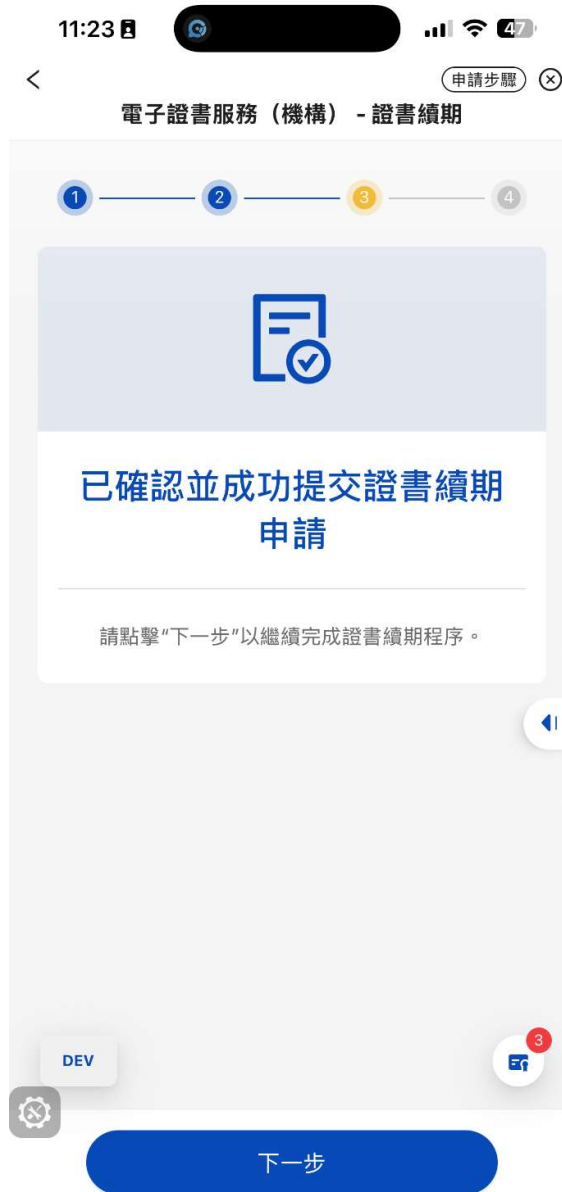 11:23
47
申請步驟
電子證書服務（機構） - 證書續期
1
2
3
4
已確認並成功提交證書續期
申請
請點擊“下一步”以繼續完成證書續期程序。
3
DEV
下一步